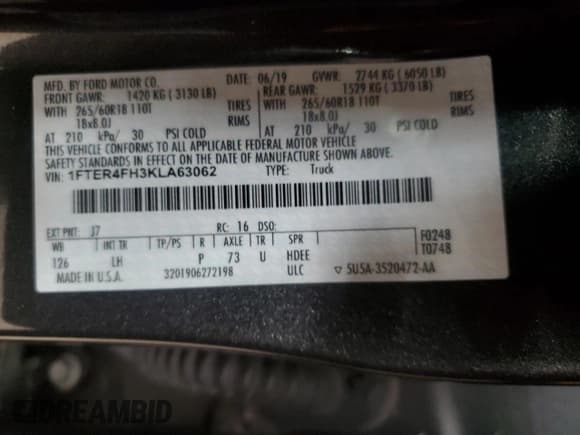 MFD. BY FORD MOTOR CO. DATE: 06/19 GVWR: 2744 KG ( 6050 LB)
FRONT GAWR: 1420 KG ( 3130 LB) REAR GAWR: 1529 KG ( 3370 LB)
WITH 265/60R18 110T TIRES WITH 265/60R18 110T TIRES
18x8.0J RIMS 18x8.0J RIMS
AT 210 kPa/ 30 PSI COLD AT 210 kPa/ 30 PSI COLD
THIS VEHICLE CONFORMS TO ALL APPLICABLE FEDERAL MOTOR VEHICLE
SAFETY STANDARDS IN EFFECT ON THE DATE OF MANUFACTURE SHOWN ABOVE.
VIN: 1FTER4FH3KLA63062 TYPE: Truck
EXT PNT: J7 RC: 16 DSO: F0248
WB INT TR TP/PS R AXLE TR SPR T0748
126 LH P 73 U HDEE
MADE IN U.S.A. 3201906272198 ULC ▽ 5U5A-3520472-AA
DREAMBID